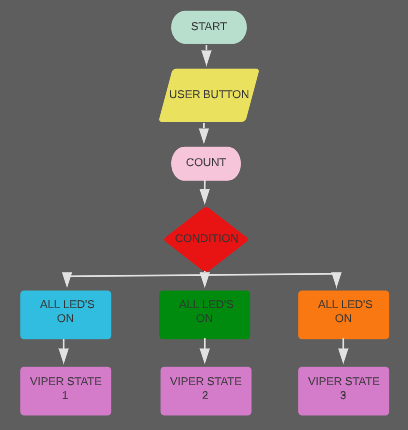 START
USER BUTTON
COUNT
CONDITION
ALL LED'S
ON
ALL LED'S
ON
ALL LED'S
ON
VIPER STATE
1
VIPER STATE
2
VIPER STATE
3